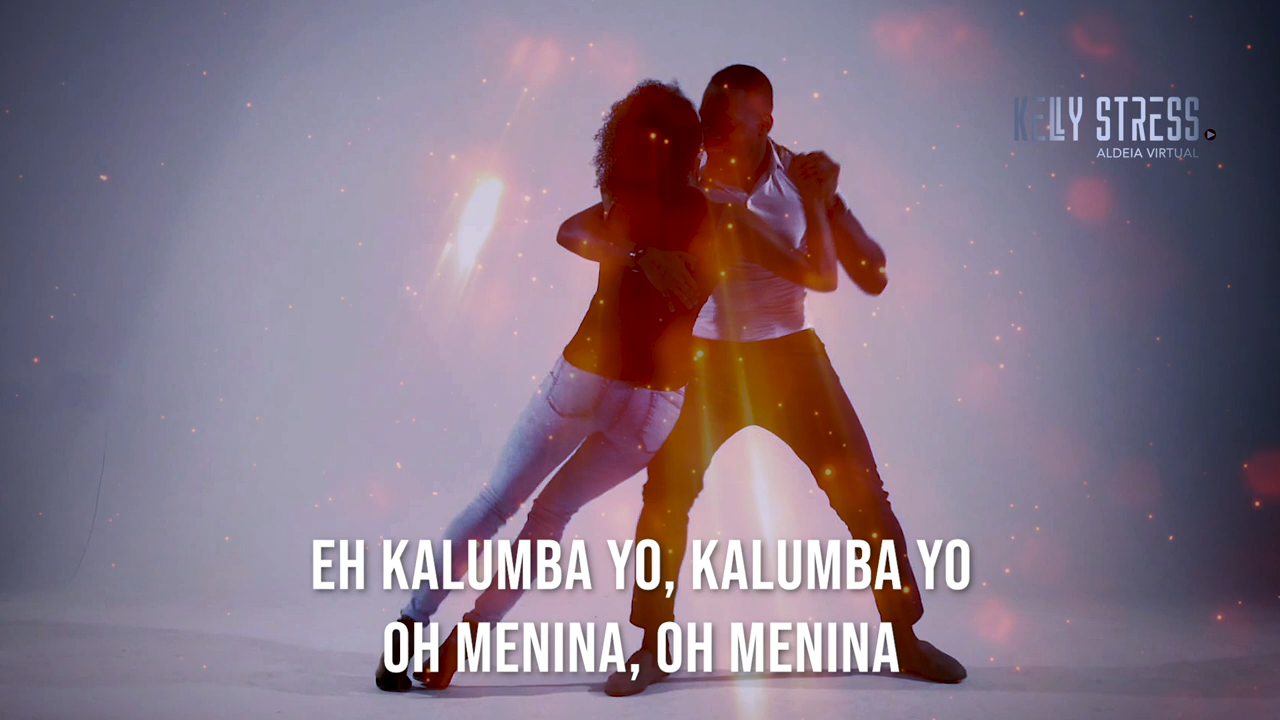 KELLY STRESS
ALDEIA VIRTUAL
EH KALUMBA YO, KALUMBA YO
OH MENINA, OH MENINA